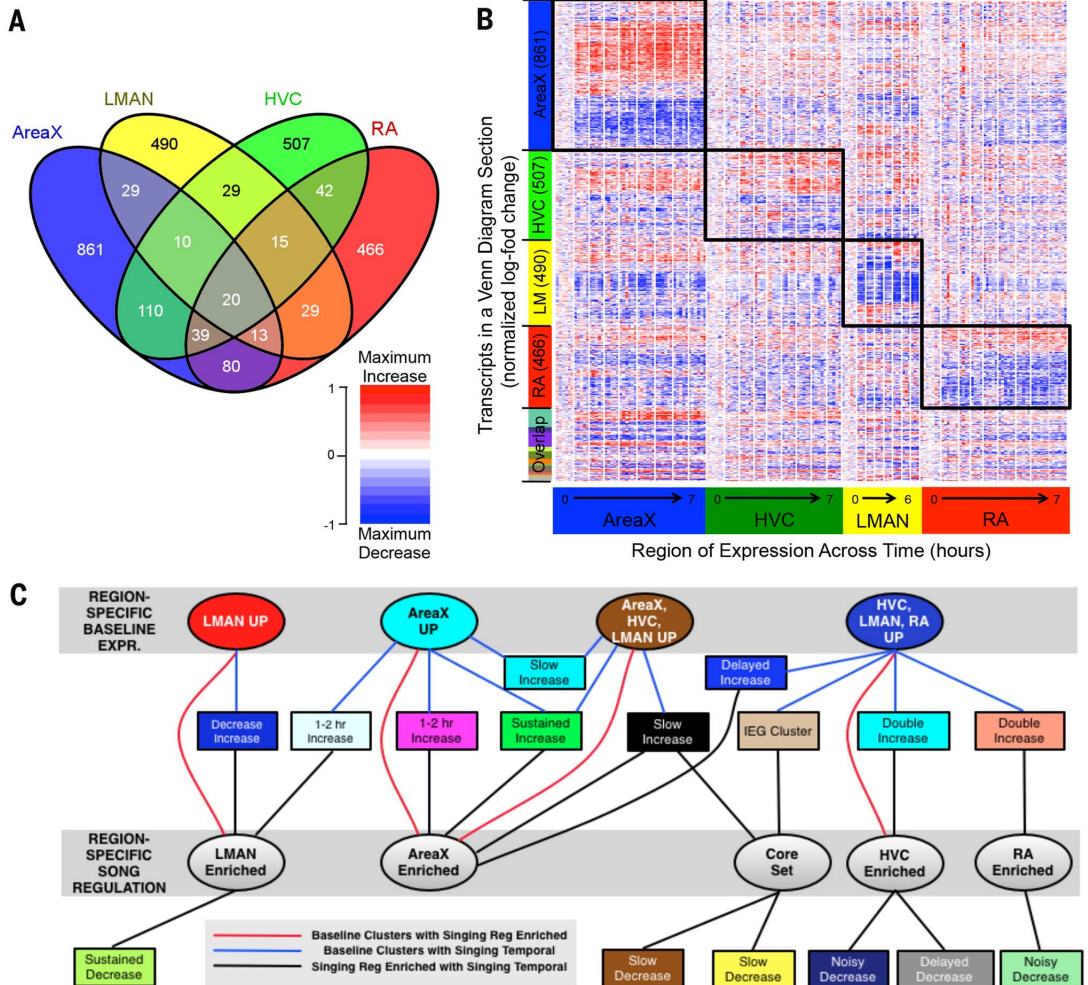 A
LMAN
HVC
AreaX
RA
490
507
29
29
42
10
15
861
466
20
110
29
39
13
80
Maximum
Increase
1
0
-1
Maximum
Decrease
B
Transcripts in a Venn Diagram Section
(normalized log-fod change)
AreaX (861)
HVC (507)
LM (490)
RA (466)
Overlap
0 7
AreaX
0 7
HVC
0 6
LMAN
0 7
RA
Region of Expression Across Time (hours)
C
REGION-
SPECIFIC
BASELINE
EXPR.
LMAN UP
AreaX
UP
AreaX,
HVC,
LMAN UP
HVC,
LMAN, RA
UP
Slow
Increase
Delayed
Increase
Decrease
Increase
1-2 hr
Increase
1-2 hr
Increase
Sustained
Increase
Slow
Increase
IEG Cluster
Double
Increase
Double
Increase
REGION-
SPECIFIC
SONG
REGULATION
LMAN
Enriched
AreaX
Enriched
Core
Set
HVC
Enriched
RA
Enriched
Sustained
Decrease
Baseline Clusters with Singing Reg Enriched
Baseline Clusters with Singing Temporal
Singing Reg Enriched with Singing Temporal
Slow
Decrease
Slow
Decrease
Noisy
Decrease
Delayed
Decrease
Noisy
Decrease